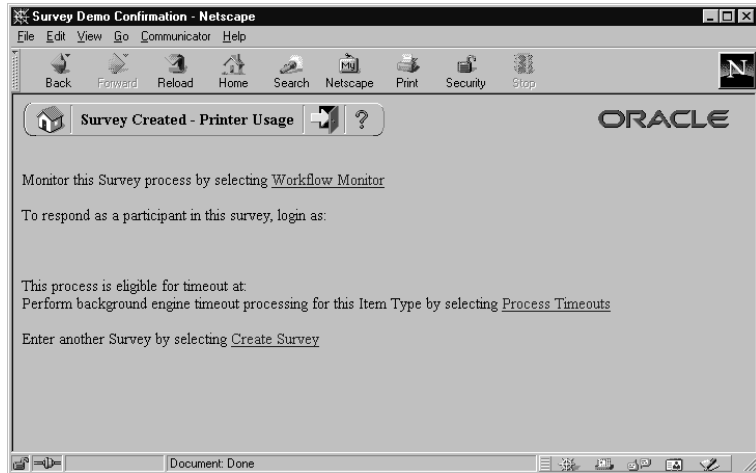 Survey Demo Confirmation - Netscape
File Edit View Go Communicator Help
Back Forward Reload Home Search Netscape Print Security Stop
My
N
Survey Created - Printer Usage ?
ORACLE
Monitor this Survey process by selecting Workflow Monitor
To respond as a participant in this survey, login as:
This process is eligible for timeout at:
Perform background engine timeout processing for this Item Type by selecting Process Timeouts
Enter another Survey by selecting Create Survey
Document: Done